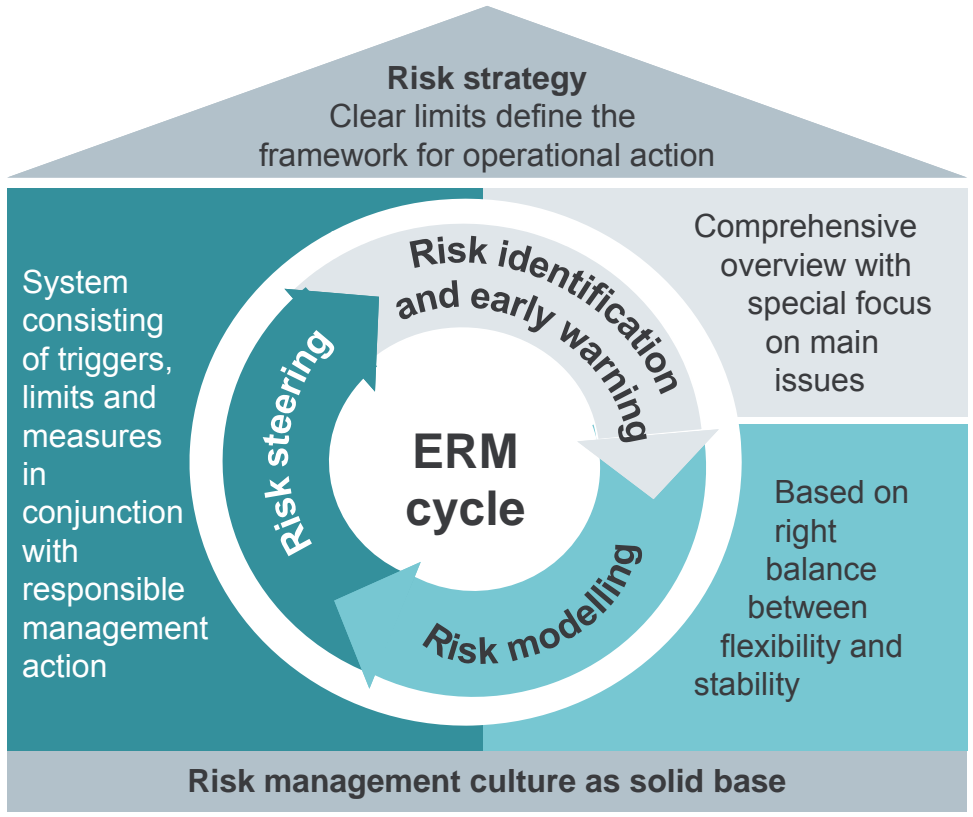 Risk strategy
Clear limits define the
framework for operational action
System
consisting
of triggers,
limits and
measures
in
conjunction
with
responsible
management
action
Risk identification
and early warning
Comprehensive
overview with
special focus
on main
issues
Risk steering
ERM
cycle
Risk modelling
Based on
right
balance
between
flexibility and
stability
Risk management culture as solid base